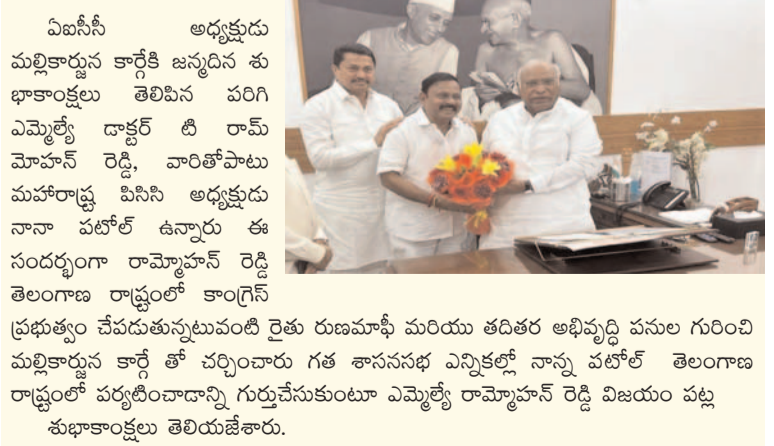 ఏఐసీసీ అధ్యక్షుడు
మల్లికార్జున కార్గేకి జన్మదిన శు
భాకాంక్షలు తెలిపిన పరిగి
ఎమ్మెల్యే డాక్టర్ టి రామ్
మోహన్ రెడ్డి, వారితోపాటు
మహారాష్ట్ర పిసిసి అధ్యక్షుడు
నానా పటోల్ ఉన్నారు ఈ
సందర్భంగా రామ్మోహన్ రెడ్డి
తెలంగాణ రాష్ట్రంలో కాంగ్రెస్
ప్రభుత్వం చేపడుతున్నటువంటి రైతు రుణమాఫీ మరియు తదితర అభివృద్ధి పనుల గురించి
మల్లికార్జున కార్గే తో చర్చించారు గత శాసనసభ ఎన్నికల్లో నాన్న పటోల్ తెలంగాణ
రాష్ట్రంలో పర్యటించాడాన్ని గుర్తుచేసుకుంటూ ఎమ్మెల్యే రామ్మోహన్ రెడ్డి విజయం పట్ల
శుభాకాంక్షలు తెలియజేశారు.